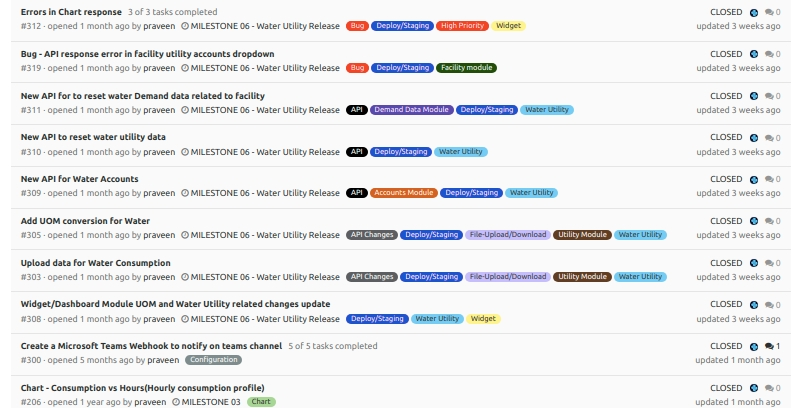 Errors in Chart response 3 of 3 tasks completed CLOSED 0
#312 · opened 1 month ago by praveen MILESTONE 06 - Water Utility Release Bug Deploy/Staging High Priority Widget updated 3 weeks ago
Bug - API response error in facility utility accounts dropdown CLOSED 0
#319 · opened 1 month ago by praveen MILESTONE 06 - Water Utility Release Bug Deploy/Staging Facility module updated 3 weeks ago
New API for to reset water Demand data related to facility CLOSED 0
#311 · opened 1 month ago by praveen MILESTONE 06 - Water Utility Release API Demand Data Module Deploy/Staging Water Utility updated 3 weeks ago
New API to reset water utility data CLOSED 0
#310 · opened 1 month ago by praveen MILESTONE 06 - Water Utility Release API Deploy/Staging Water Utility updated 3 weeks ago
New API for Water Accounts CLOSED 0
#309 · opened 1 month ago by praveen MILESTONE 06 - Water Utility Release API Accounts Module Deploy/Staging Water Utility updated 3 weeks ago
Add UOM conversion for Water CLOSED 0
#305 · opened 1 month ago by praveen MILESTONE 06 - Water Utility Release API Changes Deploy/Staging File-Upload/Download Utility Module Water Utility updated 3 weeks ago
Upload data for Water Consumption CLOSED 0
#303 · opened 1 month ago by praveen MILESTONE 06 - Water Utility Release API Changes Deploy/Staging File-Upload/Download Utility Module Water Utility updated 3 weeks ago
Widget/Dashboard Module UOM and Water Utility related changes update CLOSED 0
#308 · opened 1 month ago by praveen MILESTONE 06 - Water Utility Release Deploy/Staging Water Utility Widget updated 3 weeks ago
Create a Microsoft Teams Webhook to notify on teams channel 5 of 5 tasks completed CLOSED 1
#300 · opened 5 months ago by praveen Configuration updated 1 month ago
Chart - Consumption vs Hours(Hourly consumption profile) CLOSED 0
#206 · opened 1 year ago by praveen MILESTONE 03 Chart updated 1 month ago